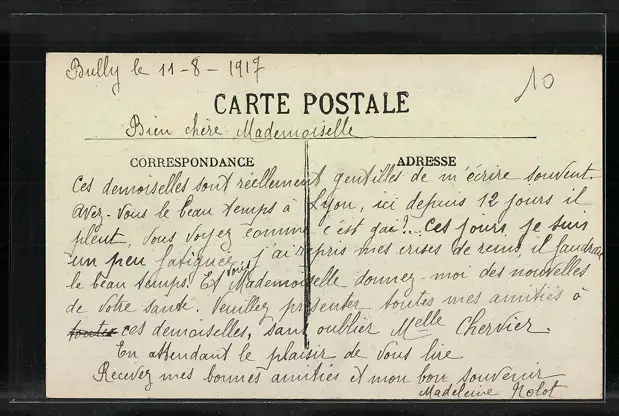 Bully le 11-8-1917
10
CARTE POSTALE
Bien chère Mademoiselle
CORRESPONDANCE ADRESSE
Ces demoiselles sont réellement gentilles de m'écrire souvent.
Avez-vous le beau temps à Lyon, ici depuis 12 jours il
pleut, vous voyez comme c'est gai?... Ces jours je suis
un peu fatiguée, j'ai repris mes crises de reins, il faudrait
le beau temps. Et vous Mademoiselle donnez-moi des nouvelles
de votre santé. Veuillez présenter toutes mes amitiés à
toutes ces demoiselles, sans oublier Melle Chervier.
En attendant le plaisir de vous lire
Recevez mes bonnes amitiés et mon bon souvenir
Madeleine Nolot